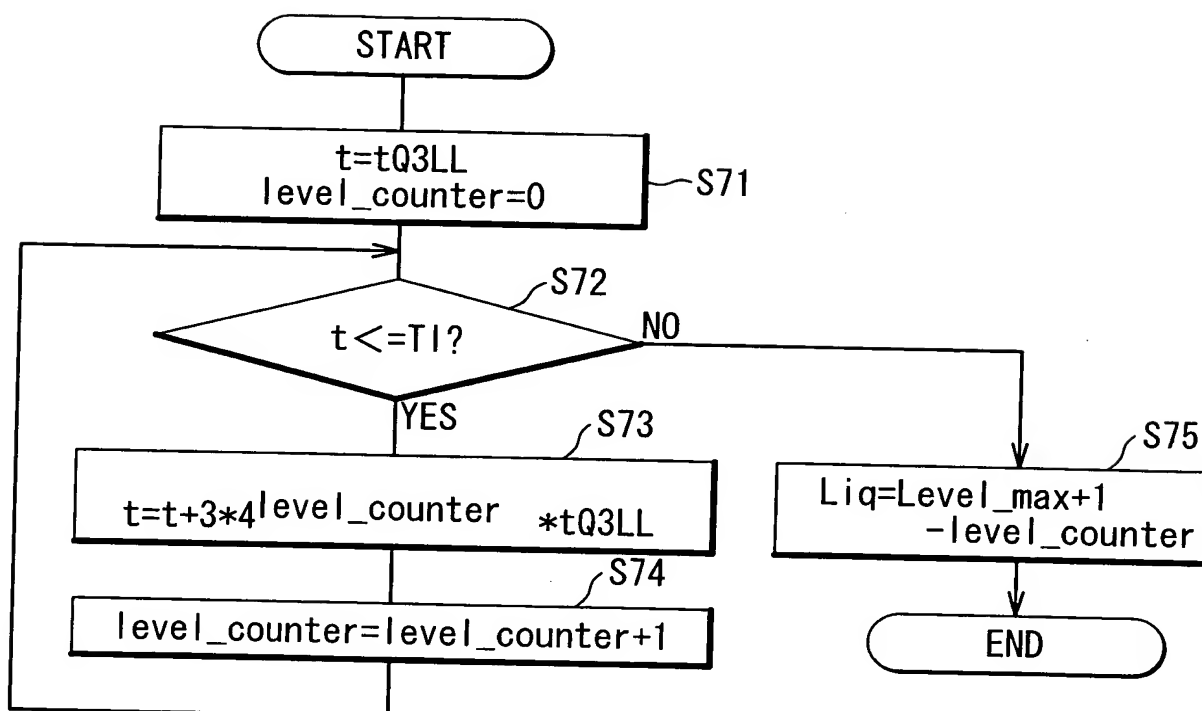 START
t=tQ3LL
level_counter=0
S71
S72
t<=TI?
NO
YES
S73
t=t+3*4level_counter *tQ3LL
S74
level_counter=level_counter+1
S75
Liq=Level_max+1
-level_counter
END